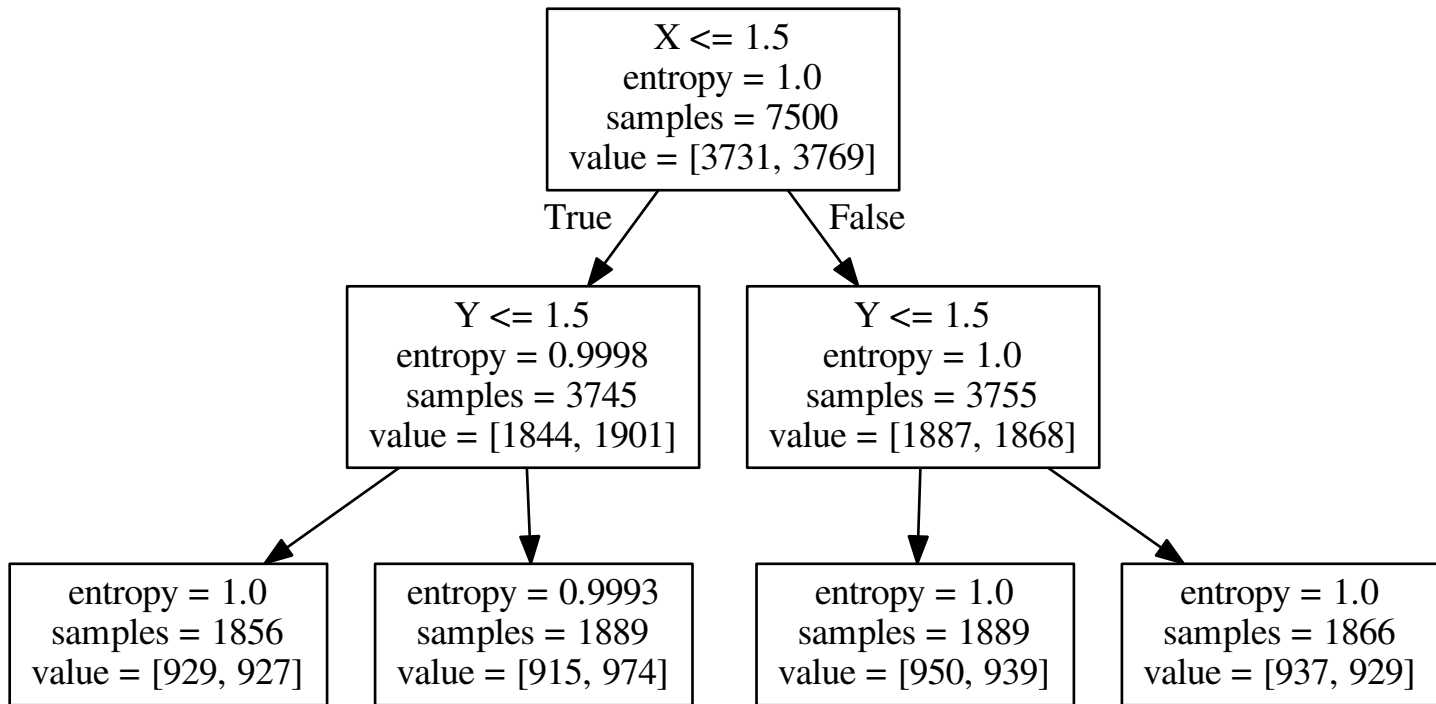 X <= 1.5
entropy = 1.0
samples = 7500
value = [3731, 3769]
True
False
Y <= 1.5
entropy = 0.9998
samples = 3745
value = [1844, 1901]
Y <= 1.5
entropy = 1.0
samples = 3755
value = [1887, 1868]
entropy = 1.0
samples = 1856
value = [929, 927]
entropy = 0.9993
samples = 1889
value = [915, 974]
entropy = 1.0
samples = 1889
value = [950, 939]
entropy = 1.0
samples = 1866
value = [937, 929]